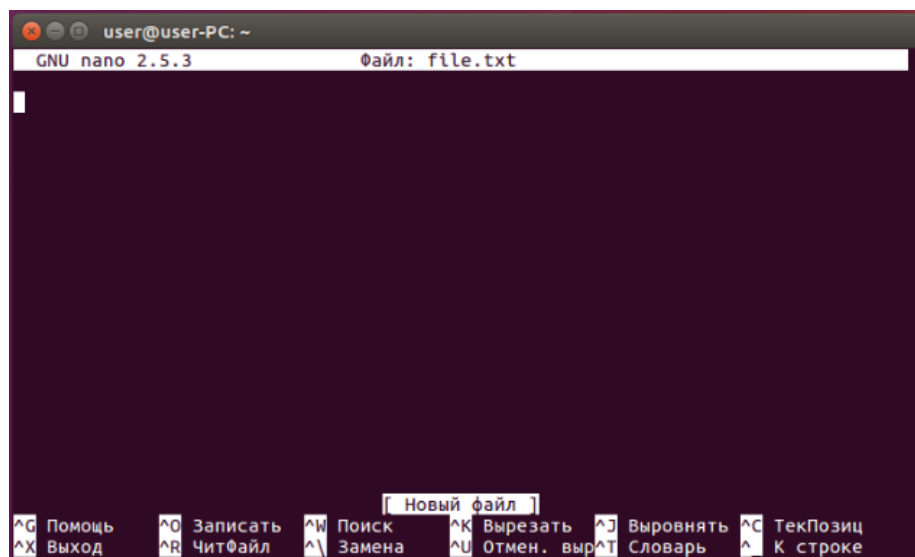 user@user-PC: ~
GNU nano 2.5.3 Файл: file.txt
[ Новый файл ]
^G Помощь ^O Записать ^W Поиск ^K Вырезать ^J Выровнять ^C ТекПозиц
^X Выход ^R ЧитФайл ^\ Замена ^U Отмен. выр^T Словарь ^_ К строке